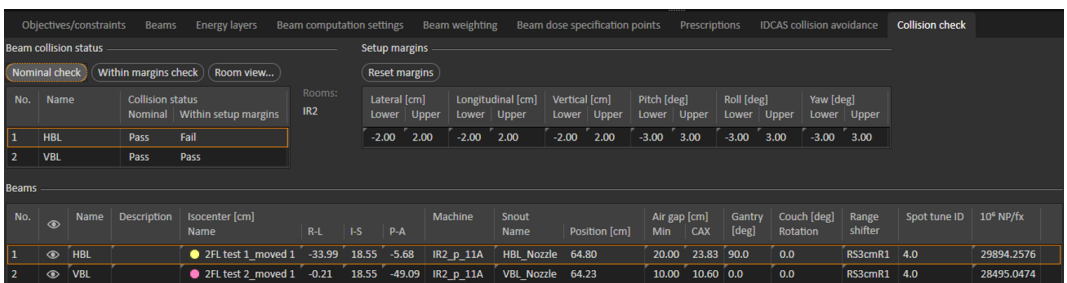 Objectives/constraints Beams Energy layers Beam computation settings Beam weighting Beam dose specification points Prescriptions IDCAS collision avoidance Collision check
Beam collision status Setup margins
Nominal check Within margins check Room view... Reset margins
No. Name Collision status Rooms: Lateral [cm] Longitudinal [cm] Vertical [cm] Pitch [deg] Roll [deg] Yaw [deg]
Nominal Within setup margins IR2 Lower Upper Lower Upper Lower Upper Lower Upper Lower Upper Lower Upper
1 HBL Pass Fail -2.00 2.00 -2.00 2.00 -2.00 2.00 -3.00 3.00 -3.00 3.00 -3.00 3.00
2 VBL Pass Pass
Beams
No. Name Description Isocenter [cm] Machine Snout Air gap [cm] Gantry Couch [deg] Range Spot tune ID 10⁶ NP/fx
Name R-L I-S P-A Name Position [cm] Min CAX [deg] Rotation shifter
1 HBL 2FL test 1_moved 1 -33.99 18.55 -5.68 IR2_p_11A HBL_Nozzle 64.80 20.00 23.83 90.0 0.0 RS3cmR1 4.0 29894.2576
2 VBL 2FL test 2_moved 1 -0.21 18.55 -49.09 IR2_p_11A VBL_Nozzle 64.23 10.00 10.60 0.0 0.0 RS3cmR1 4.0 28495.0474